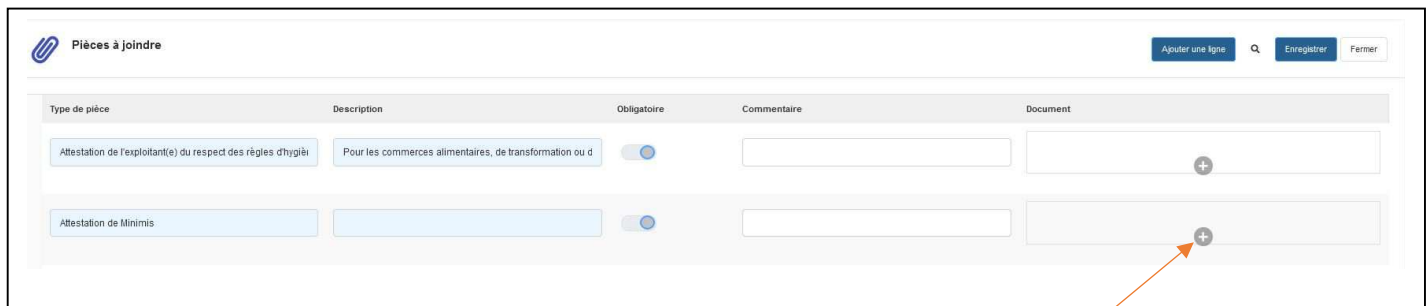 Pièces à joindre
Ajouter une ligne
Enregistrer
Fermer
Type de pièce
Description
Obligatoire
Commentaire
Document
Attestation de l'exploitant(e) du respect des règles d'hygiè
Pour les commerces alimentaires, de transformation ou d
Attestation de Minimis